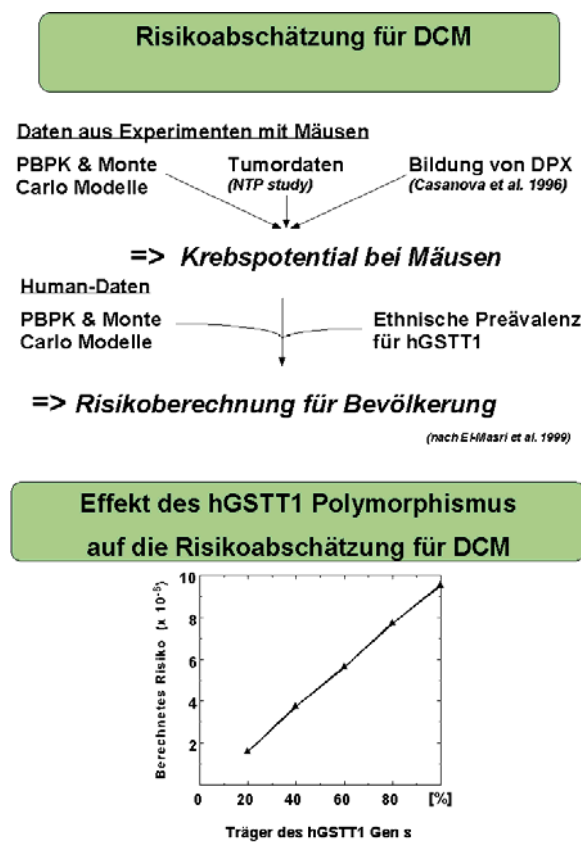 Risikoabschätzung für DCM
Daten aus Experimenten mit Mäusen
PBPK & Monte Carlo Modelle
Tumordaten
(NTP study)
Bildung von DPX
(Casanova et al. 1996)
=> Krebspotential bei Mäusen
Human-Daten
PBPK & Monte
Carlo Modelle
Ethnische Preävalenz
für hGSTT1
=> Risikoberechnung für Bevölkerung
(nach El-Masri et al. 1999)
Effekt des hGSTT1 Polymorphismus
auf die Risikoabschätzung für DCM
Berechnetes Risiko (x 10⁻⁵)
10
8
6
4
2
0 20 40 60 80 [%]
Träger des hGSTT1 Gen s